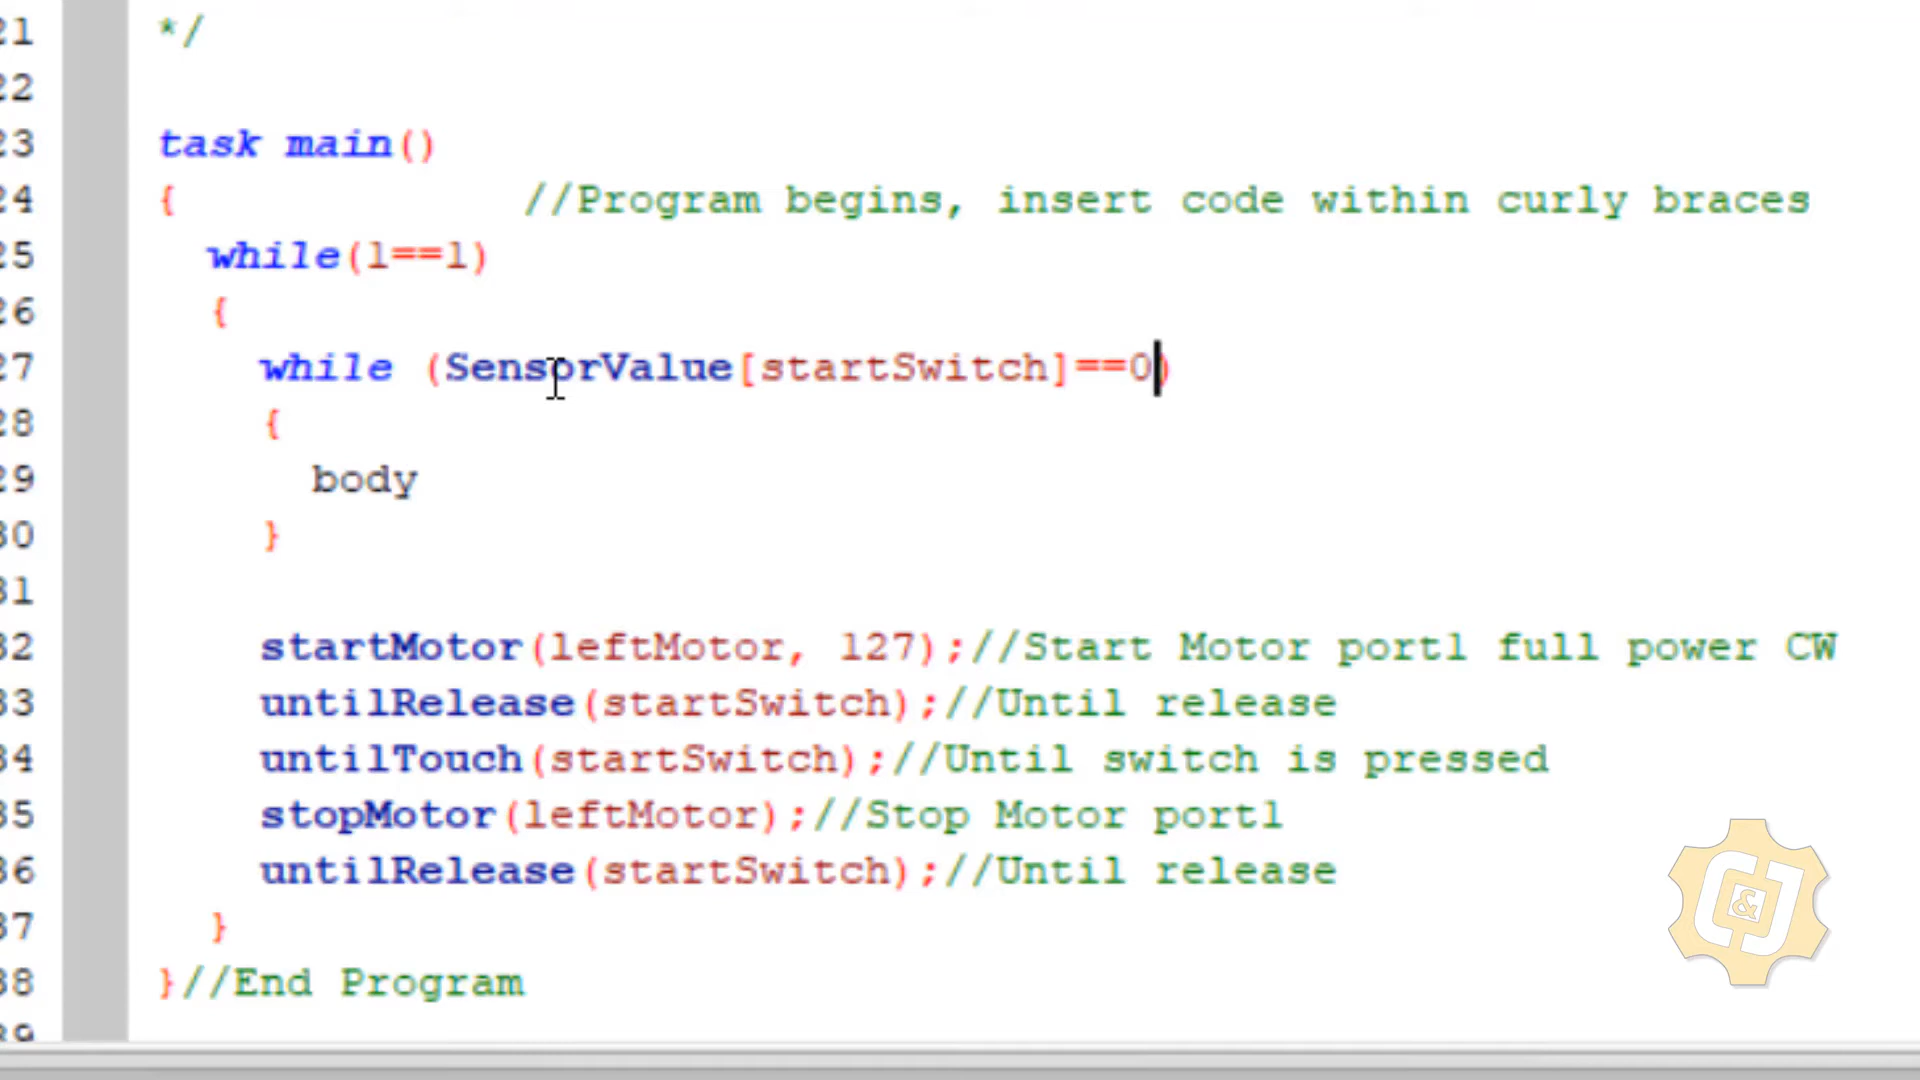 21 */
22
23 task main()
24 { //Program begins, insert code within curly braces
25 while(1==1)
26 {
27 while (SensorValue[startSwitch]==0)
28 {
29 body
30 }
31
32 startMotor(leftMotor, 127);//Start Motor port1 full power CW
33 untilRelease(startSwitch);//Until release
34 untilTouch(startSwitch);//Until switch is pressed
35 stopMotor(leftMotor);//Stop Motor port1
36 untilRelease(startSwitch);//Until release
37 }
38 }//End Program
39
C&J